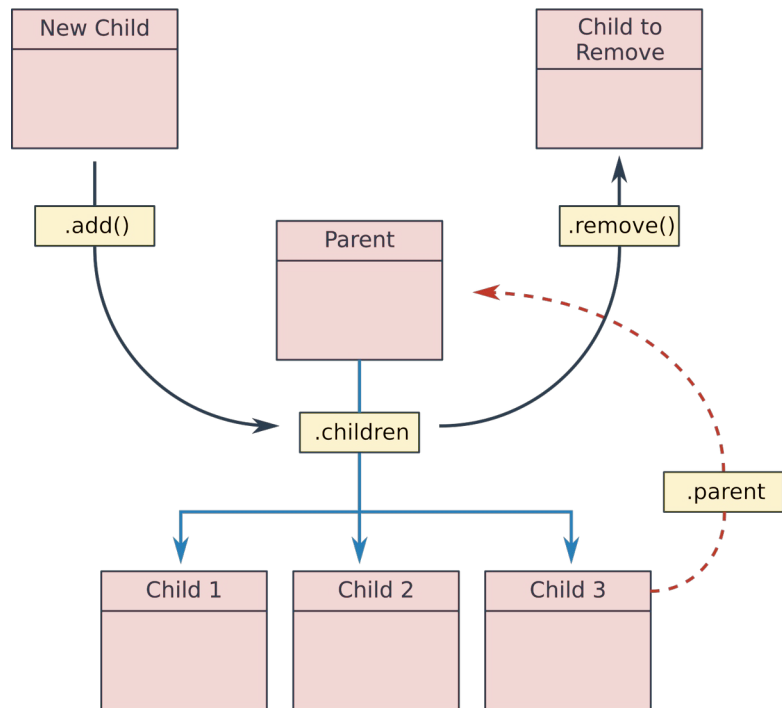 New Child
Child to
Remove
.add()
.remove()
Parent
.children
.parent
Child 1
Child 2
Child 3